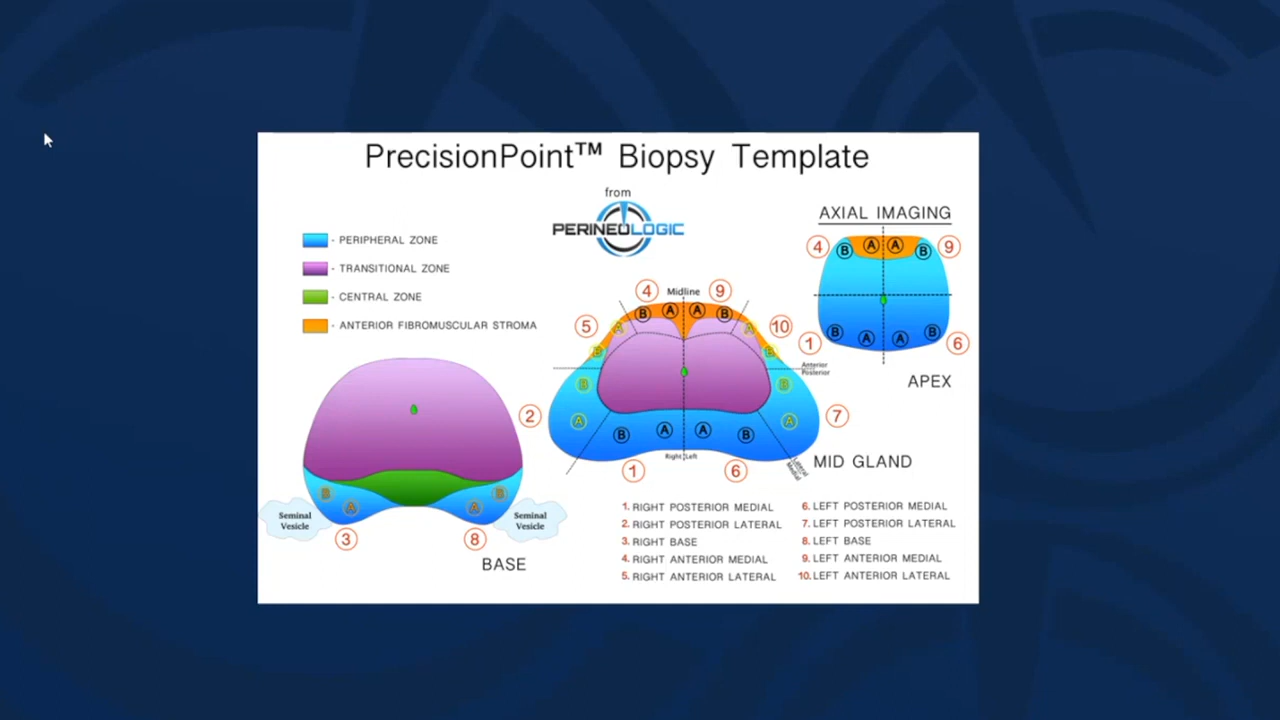 PrecisionPoint™ Biopsy Template
from
PERINEOLOGIC
- PERIPHERAL ZONE
- TRANSITIONAL ZONE
- CENTRAL ZONE
- ANTERIOR FIBROMUSCULAR STROMA
AXIAL IMAGING
4 B A A B 9
1 B A A B 6
APEX
4 Midline 9
B A A B
5 A A 10
B B
Anterior
Posterior
B B
2 A A 7
B A A B
Right Left
Lateral
Medial
1 6
MID GLAND
B A A B
Seminal
Vesicle
Seminal
Vesicle
3 8
BASE
1. RIGHT POSTERIOR MEDIAL
2. RIGHT POSTERIOR LATERAL
3. RIGHT BASE
4. RIGHT ANTERIOR MEDIAL
5. RIGHT ANTERIOR LATERAL
6. LEFT POSTERIOR MEDIAL
7. LEFT POSTERIOR LATERAL
8. LEFT BASE
9. LEFT ANTERIOR MEDIAL
10. LEFT ANTERIOR LATERAL